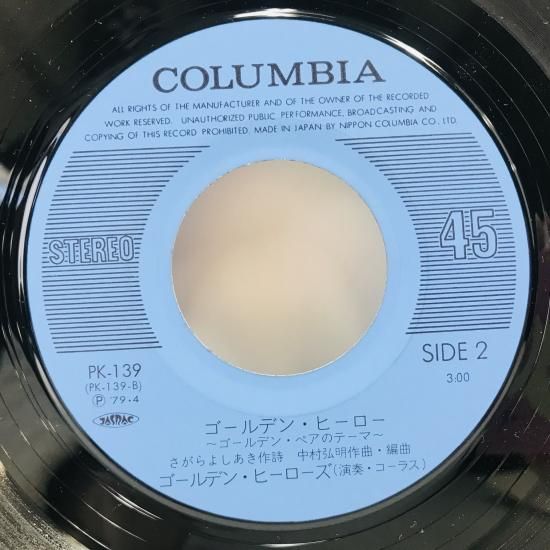 COLUMBIA
ALL RIGHTS OF THE MANUFACTURER AND OF THE OWNER OF THE RECORDED
WORK RESERVED. UNAUTHORIZED PUBLIC PERFORMANCE, BROADCASTING AND
COPYING OF THIS RECORD PROHIBITED. MADE IN JAPAN BY NIPPON COLUMBIA CO. LTD.
STEREO
45
PK-139
(PK-139-B)
Ⓟ '79・4
JASRAC
SIDE 2
3:00
ゴールデン・ヒーロー
〜ゴールデン・ペアのテーマ〜
さがらよしあき作詩 中村弘明作曲・編曲
ゴールデン・ヒーローズ(演奏・コーラス)